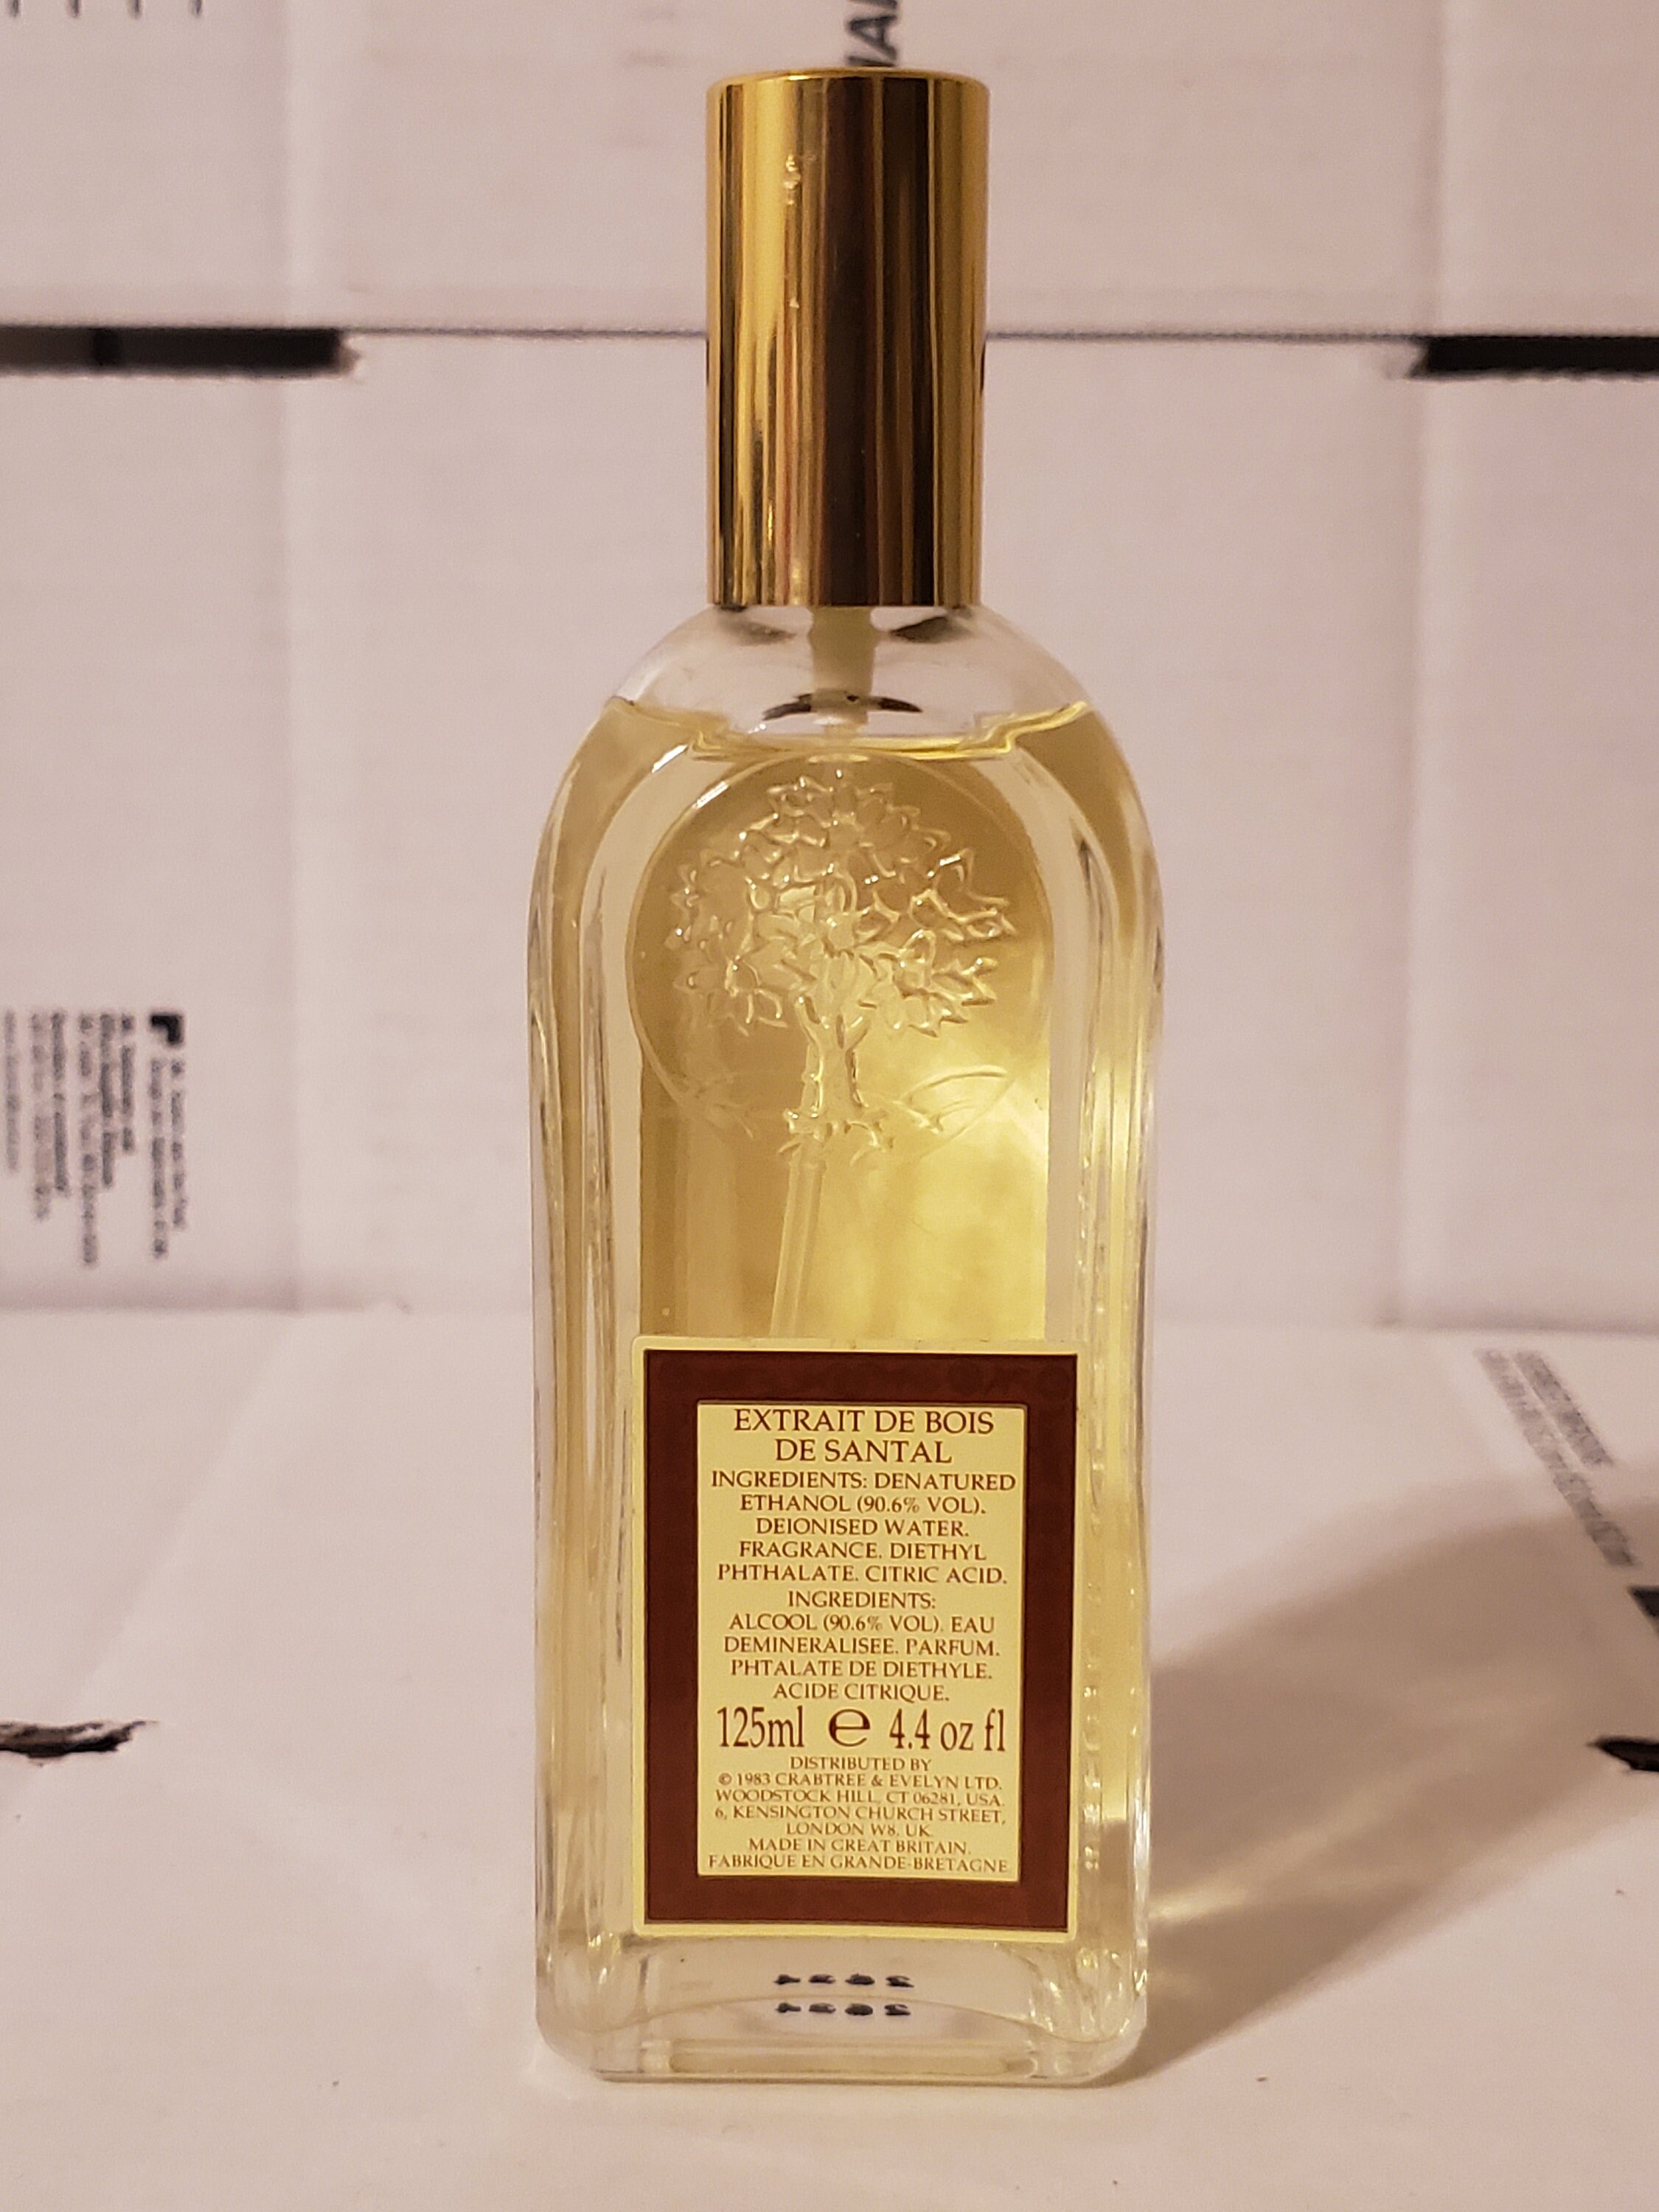 EXTRAIT DE BOIS
DE SANTAL
INGREDIENTS: DENATURED
ETHANOL (90.6% VOL).
DEIONISED WATER.
FRAGRANCE. DIETHYL
PHTHALATE. CITRIC ACID.
INGREDIENTS:
ALCOOL (90.6% VOL). EAU
DEMINERALISEE. PARFUM.
PHTALATE DE DIETHYLE.
ACIDE CITRIQUE.
125ml ℮ 4.4 oz fl
DISTRIBUTED BY
© 1983 CRABTREE & EVELYN LTD.
WOODSTOCK HILL, CT 06281, USA.
6, KENSINGTON CHURCH STREET,
LONDON W8. UK.
MADE IN GREAT BRITAIN.
FABRIQUE EN GRANDE-BRETAGNE.